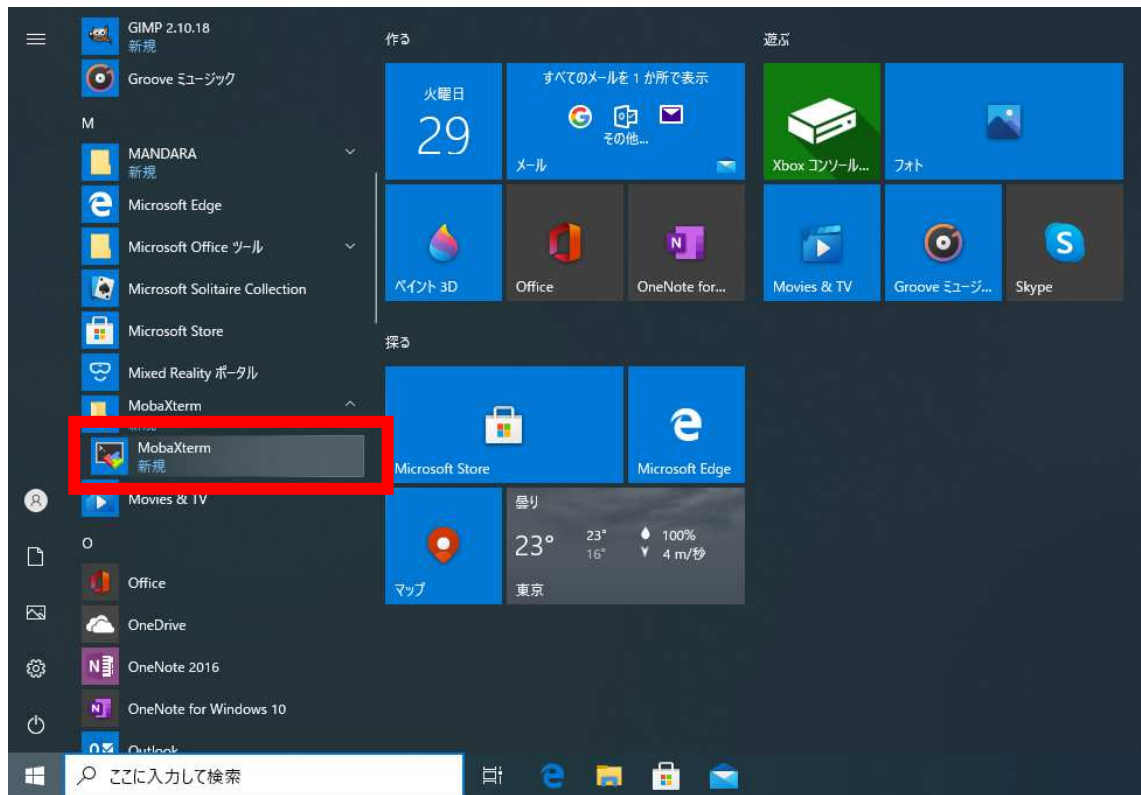 GIMP 2.10.18
新規
Groove ミュージック
M
MANDARA
新規
Microsoft Edge
Microsoft Office ツール
Microsoft Solitaire Collection
Microsoft Store
Mixed Reality ポータル
MobaXterm
新規
MobaXterm
新規
Movies & TV
O
Office
OneDrive
OneNote 2016
OneNote for Windows 10
Outlook
作る
火曜日
29
すべてのメールを 1 か所で表示
その他...
メール
ペイント 3D
Office
OneNote for...
遊ぶ
Xbox コンソール...
フォト
Movies & TV
Groove ミュージ...
Skype
探る
Microsoft Store
Microsoft Edge
マップ
曇り
23°
23°
16°
100%
4 m/秒
東京
ここに入力して検索